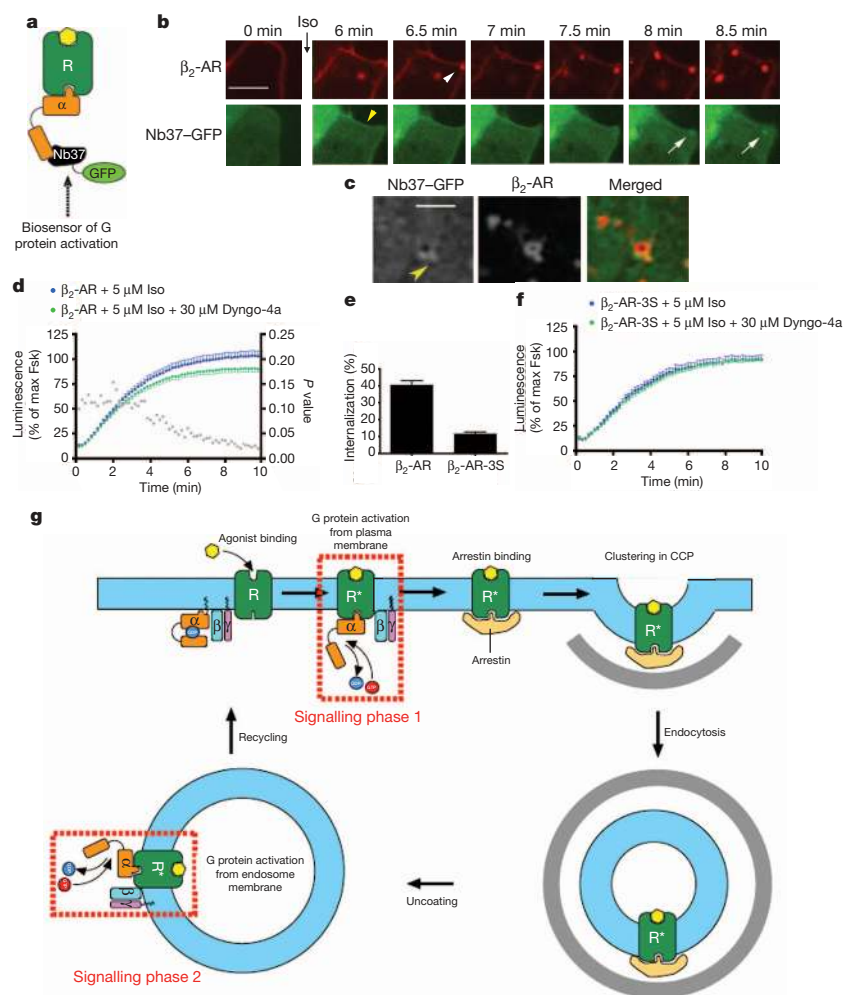 a
R
α
Nb37
GFP
Biosensor of G
protein activation
b
Iso
0 min
6 min
6.5 min
7 min
7.5 min
8 min
8.5 min
β2-AR
Nb37–GFP
c
Nb37–GFP
β2-AR
Merged
d
β2-AR + 5 μM Iso
β2-AR + 5 μM Iso + 30 μM Dyngo-4a
Luminescence
(% of max Fsk)
125
100
75
50
25
0
0.25
0.20
0.15
0.10
0.05
0.00
P value
0 2 4 6 8 10
Time (min)
e
Internalization (%)
50
40
30
20
10
0
β2-AR
β2-AR-3S
f
β2-AR-3S + 5 μM Iso
β2-AR-3S + 5 μM Iso + 30 μM Dyngo-4a
Luminescence
(% of max Fsk)
125
100
75
50
25
0
0 2 4 6 8 10
Time (min)
g
Agonist binding
G protein activation
from plasma
membrane
Arrestin binding
Clustering in CCP
R
R*
R*
R*
α
β
γ
α
β
γ
Arrestin
Signalling phase 1
Recycling
Endocytosis
G protein activation
from endosome
membrane
R*
α
β
γ
Uncoating
R*
Signalling phase 2